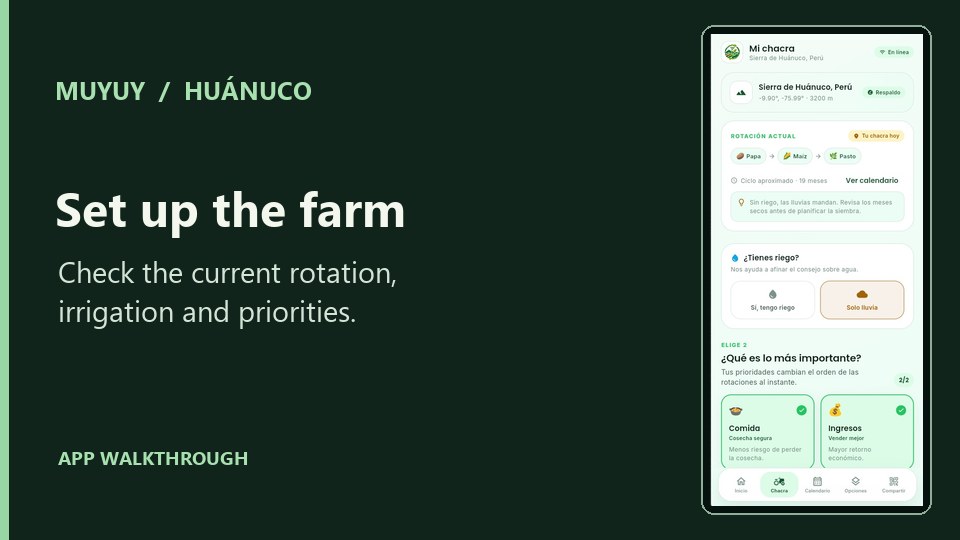 MUYUY / HUÁNUCO
Set up the farm
Check the current rotation,
irrigation and priorities.
APP WALKTHROUGH
Mi chacra
Sierra de Huánuco, Perú
En línea
Sierra de Huánuco, Perú
-9.90°, -75.99° · 3200 m
Respaldo
ROTACIÓN ACTUAL
Tu chacra hoy
Papa → Maíz → Pasto
Ciclo aproximado · 19 meses
Ver calendario
Sin riego, las lluvias mandan. Revisa los meses
secos antes de planificar la siembra.
¿Tienes riego?
Nos ayuda a afinar el consejo sobre agua.
Sí, tengo riego
Solo lluvia
ELIGE 2
¿Qué es lo más importante?
Tus prioridades cambian el orden de las
rotaciones al instante.
2/2
Comida
Cosecha segura
Menos riesgo de perder
la cosecha.
Ingresos
Vender mejor
Mayor retorno
económico.
Inicio
Chacra
Calendario
Opciones
Compartir